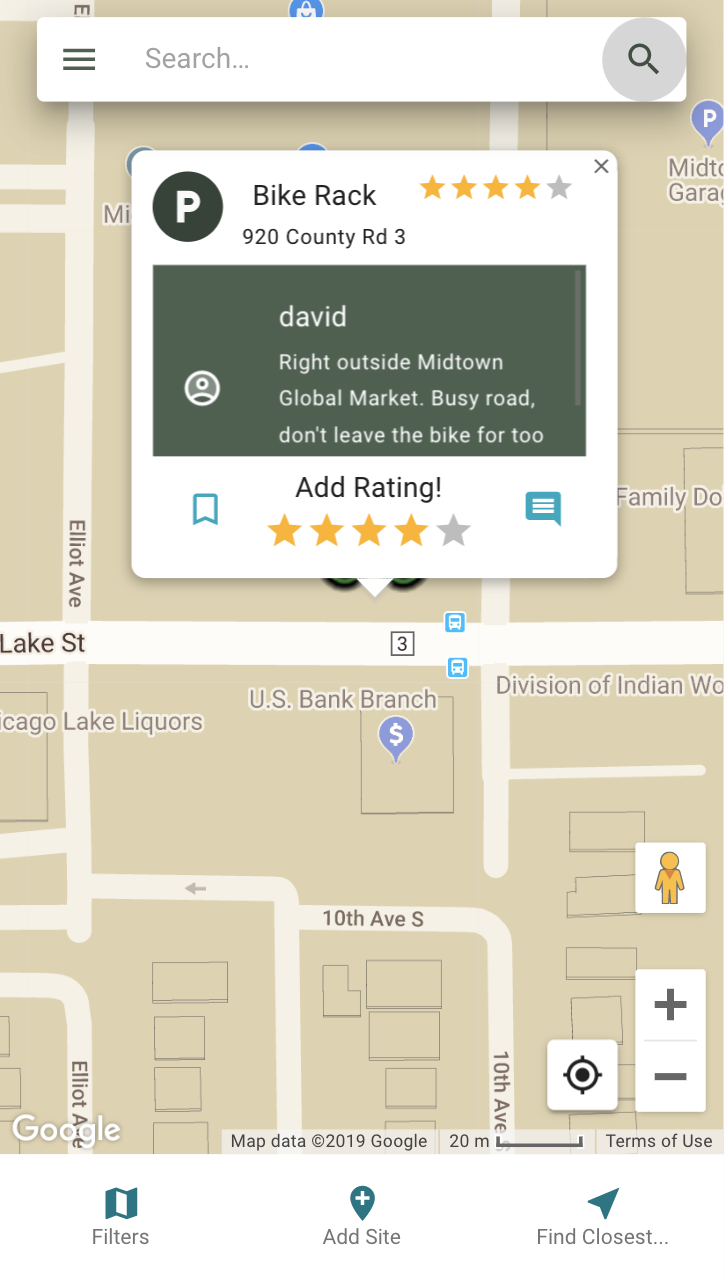 Search…
P
Midto
Garag
Mi
Bike Rack
920 County Rd 3
david
Right outside Midtown
Global Market. Busy road,
don't leave the bike for too
Add Rating!
Family Do
Elliot Ave
Lake St
3
U.S. Bank Branch
Division of Indian Wo
icago Lake Liquors
$
10th Ave S
Elliot Ave
10th Ave S
Google
Map data ©2019 Google
20 m
Terms of Use
Filters
Add Site
Find Closest...